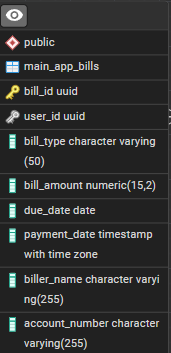 public
main_app_bills
bill_id uuid
user_id uuid
bill_type character varying
(50)
bill_amount numeric(15,2)
due_date date
payment_date timestamp
with time zone
biller_name character varyi
ng(255)
account_number character
varying(255)